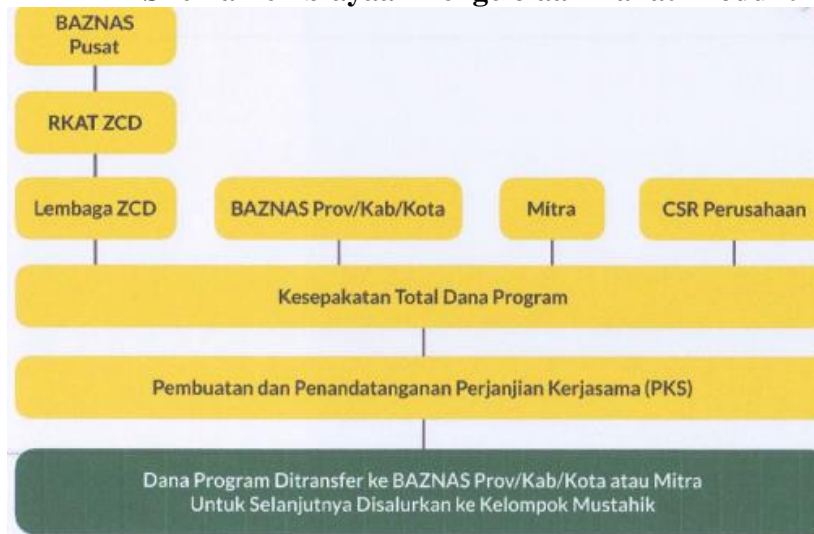 BAZNAS
Pusat
RKAT ZCD
Lembaga ZCD
BAZNAS Prov/Kab/Kota
Mitra
CSR Perusahaan
Kesepakatan Total Dana Program
Pembuatan dan Penandatanganan Perjanjian Kerjasama (PKS)
Dana Program Ditransfer ke BAZNAS Prov/Kab/Kota atau Mitra
Untuk Selanjutnya Disalurkan ke Kelompok Mustahik